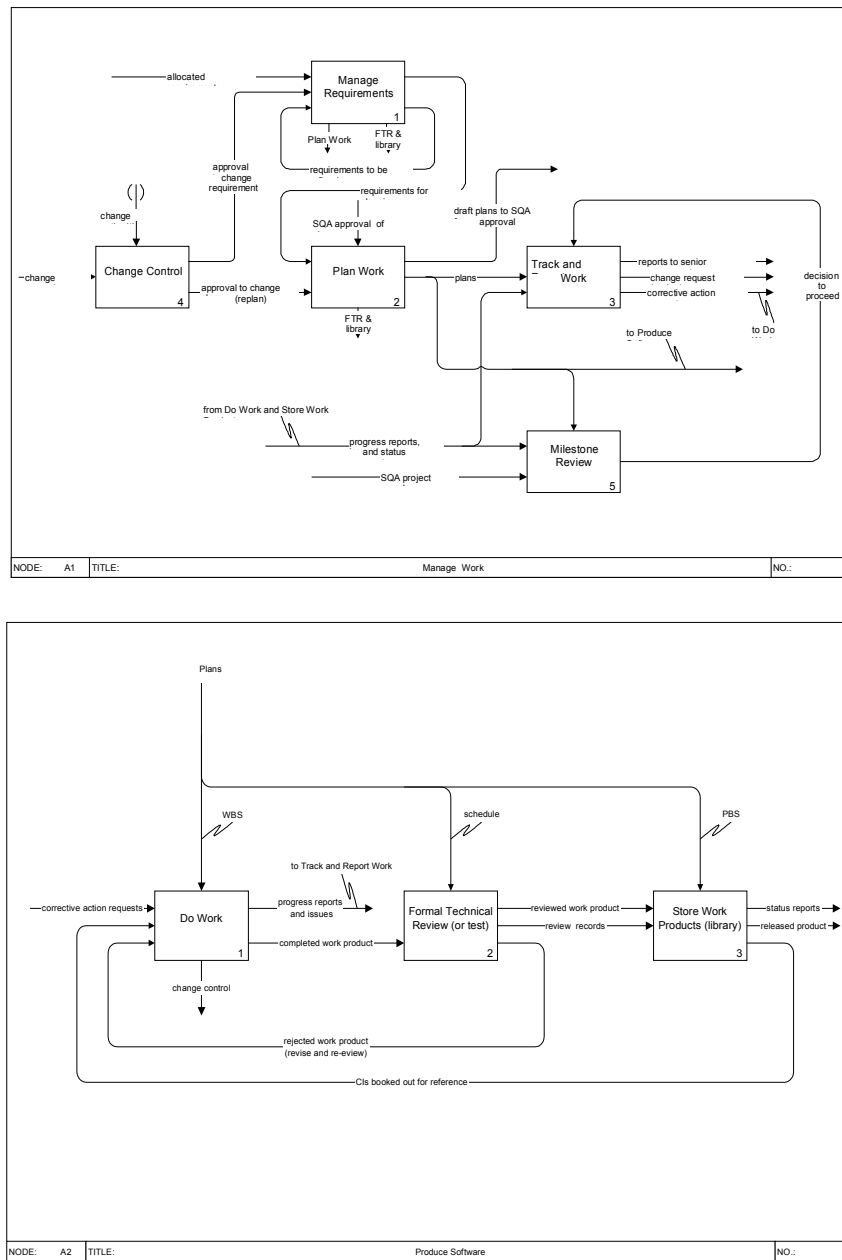 allocated
Manage
Requirements
1
Plan Work
FTR &
library
requirements to be
approval
change
requirement
requirements for
( )
change
SQA approval of
draft plans to SQA
approval
change
Change Control
4
approval to change
(replan)
Plan Work
2
FTR &
library
plans
Track and
Work
3
reports to senior
change request
corrective action
decision
to
proceed
to Produce
to Do
from Do Work and Store Work
progress reports,
and status
SQA project
Milestone
Review
5
NODE: A1 TITLE: Manage Work NO.:
Plans
WBS
schedule
PBS
to Track and Report Work
corrective action requests
Do Work
1
progress reports
and issues
completed work product
Formal Technical
Review (or test)
2
reviewed work product
review records
Store Work
Products (library)
3
status reports
released product
change control
rejected work product
(revise and re-eview)
CIs booked out for reference
NODE: A2 TITLE: Produce Software NO.: